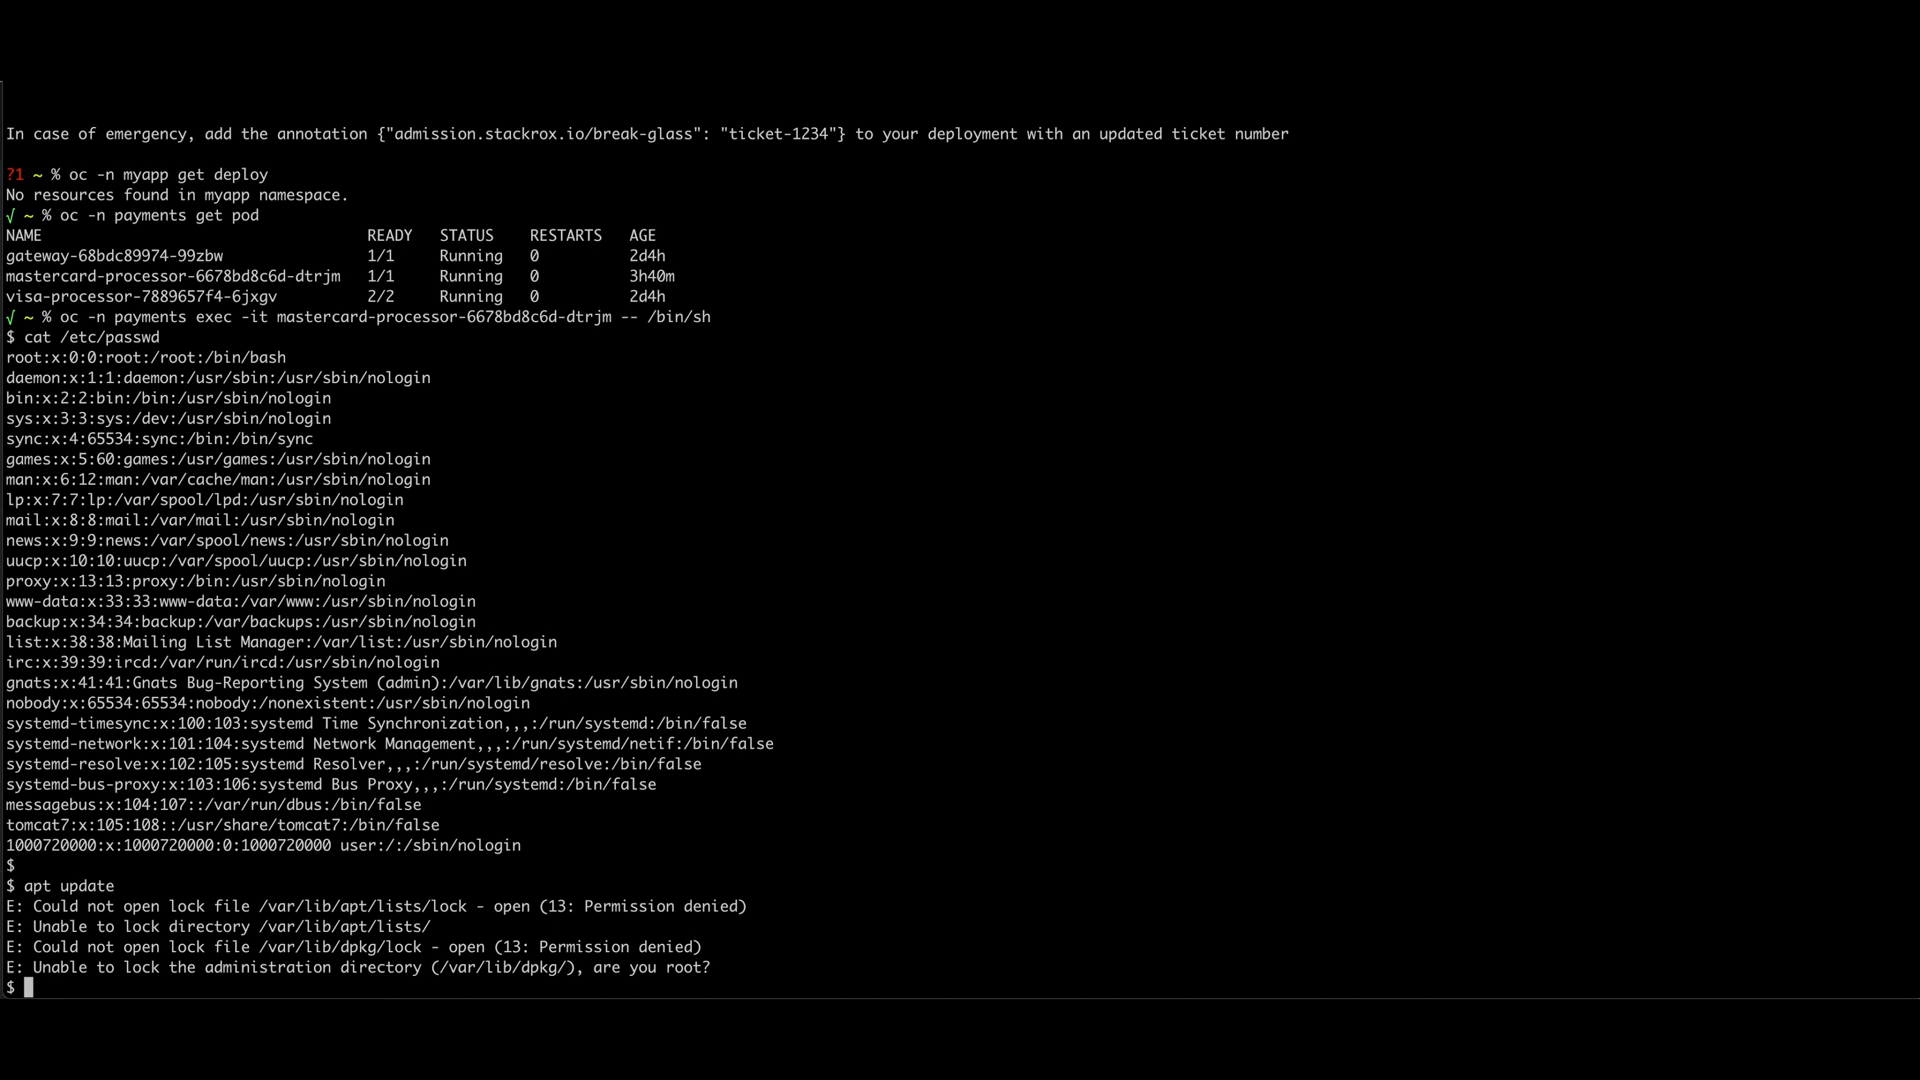 In case of emergency, add the annotation {"admission.stackrox.io/break-glass": "ticket-1234"} to your deployment with an updated ticket number
?1 ~ % oc -n myapp get deploy
No resources found in myapp namespace.
√ ~ % oc -n payments get pod
NAME READY STATUS RESTARTS AGE
gateway-68bdc89974-99zbw 1/1 Running 0 2d4h
mastercard-processor-6678bd8c6d-dtrjm 1/1 Running 0 3h40m
visa-processor-7889657f4-6jxgv 2/2 Running 0 2d4h
√ ~ % oc -n payments exec -it mastercard-processor-6678bd8c6d-dtrjm -- /bin/sh
$ cat /etc/passwd
root:x:0:0:root:/root:/bin/bash
daemon:x:1:1:daemon:/usr/sbin:/usr/sbin/nologin
bin:x:2:2:bin:/bin:/usr/sbin/nologin
sys:x:3:3:sys:/dev:/usr/sbin/nologin
sync:x:4:65534:sync:/bin:/bin/sync
games:x:5:60:games:/usr/games:/usr/sbin/nologin
man:x:6:12:man:/var/cache/man:/usr/sbin/nologin
lp:x:7:7:lp:/var/spool/lpd:/usr/sbin/nologin
mail:x:8:8:mail:/var/mail:/usr/sbin/nologin
news:x:9:9:news:/var/spool/news:/usr/sbin/nologin
uucp:x:10:10:uucp:/var/spool/uucp:/usr/sbin/nologin
proxy:x:13:13:proxy:/bin:/usr/sbin/nologin
www-data:x:33:33:www-data:/var/www:/usr/sbin/nologin
backup:x:34:34:backup:/var/backups:/usr/sbin/nologin
list:x:38:38:Mailing List Manager:/var/list:/usr/sbin/nologin
irc:x:39:39:ircd:/var/run/ircd:/usr/sbin/nologin
gnats:x:41:41:Gnats Bug-Reporting System (admin):/var/lib/gnats:/usr/sbin/nologin
nobody:x:65534:65534:nobody:/nonexistent:/usr/sbin/nologin
systemd-timesync:x:100:103:systemd Time Synchronization,,,:/run/systemd:/bin/false
systemd-network:x:101:104:systemd Network Management,,,:/run/systemd/netif:/bin/false
systemd-resolve:x:102:105:systemd Resolver,,,:/run/systemd/resolve:/bin/false
systemd-bus-proxy:x:103:106:systemd Bus Proxy,,,:/run/systemd:/bin/false
messagebus:x:104:107::/var/run/dbus:/bin/false
tomcat7:x:105:108::/usr/share/tomcat7:/bin/false
1000720000:x:1000720000:0:1000720000 user:/:/sbin/nologin
$
$ apt update
E: Could not open lock file /var/lib/apt/lists/lock - open (13: Permission denied)
E: Unable to lock directory /var/lib/apt/lists/
E: Could not open lock file /var/lib/dpkg/lock - open (13: Permission denied)
E: Unable to lock the administration directory (/var/lib/dpkg/), are you root?
$